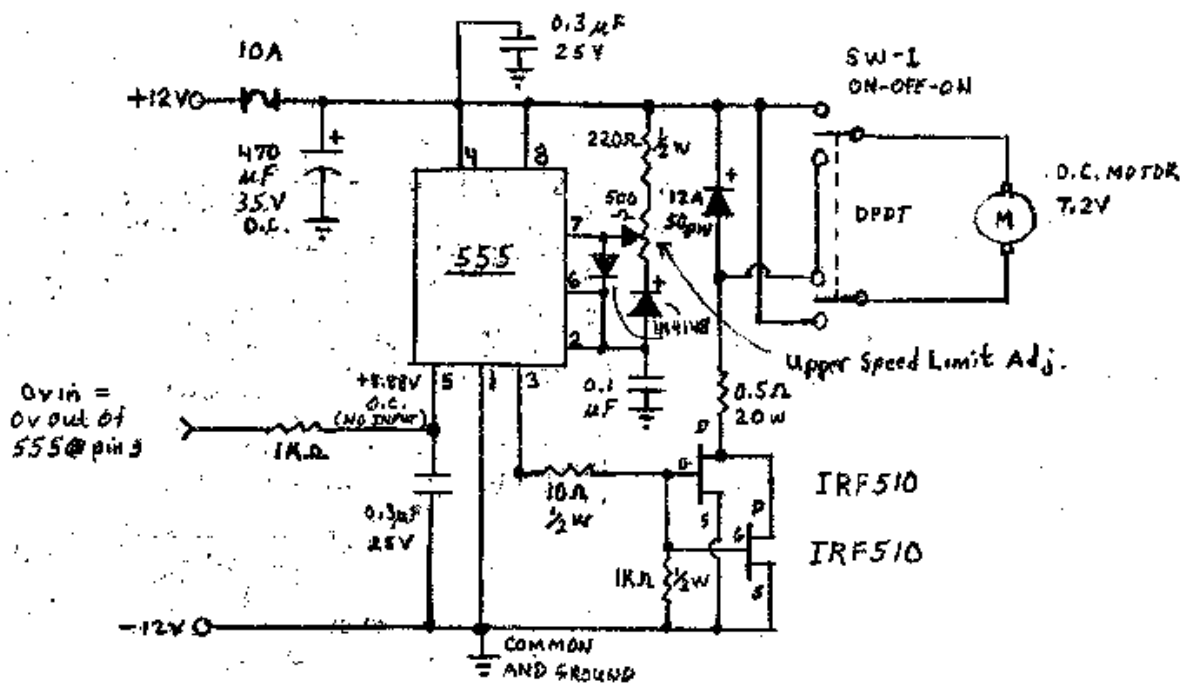 0.3 µF
25V
10A
SW-1
ON-OFF-ON
+12V
+
4
8
220Ω ½W
470
µF
35V
D.C.
+
12A
50piv
500
Ω
D.C. MOTOR
7.2V
DPDT
M
7
555
6
+
1N4148
2
Upper Speed Limit Adj.
5
1
3
D.C.
(NO INPUT)
0.1
µF
0.5Ω
20W
0v in =
0v out of
555@ pin 3
1KΩ
D
G
S
10Ω
½W
IRF510
0.3µF
25V
D
G
S
IRF510
1KΩ
½W
-12V
COMMON
AND GROUND